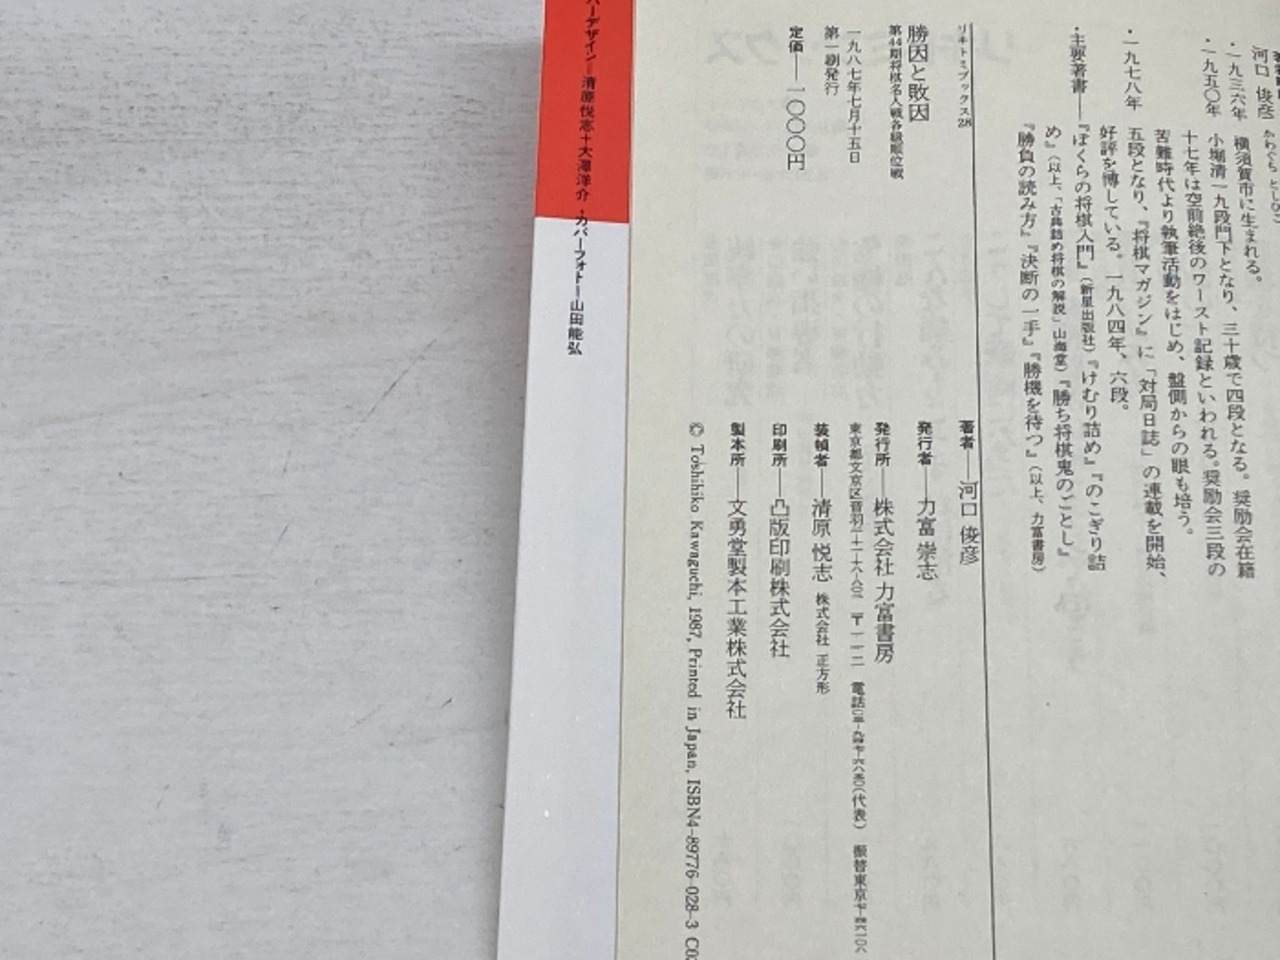 河口 俊彦
かわぐち としひこ
・一九三六年 横須賀市に生まれる。
・一九五〇年 小堀清一九段門下となり、三十歳で四段となる。奨励会在籍
十七年は空前絶後のワースト記録といわれる。奨励会三段の
苦難時代より執筆活動をはじめ、盤側からの眼も培う。
・一九七八年 五段となり、『将棋マガジン』に「対局日誌」の連載を開始、
好評を博している。一九八四年、六段。
・主要著書──『ぼくらの将棋入門』(新星出版社)『けむり詰め』『のこぎり詰
め』(以上、「古典詰め将棋の解説」山海堂)『勝ち将棋鬼のごとし』
『勝負の読み方』『決断の一手』『勝機を待つ』(以上、力富書房)
リキトミブックス28
勝因と敗因
第44期将棋名人戦各級順位戦
一九八七年七月十五日
第一刷発行
定価──一〇〇〇円
著者──河口 俊彦
発行者──力富 崇志
発行所──株式会社 力富書房
東京都文京区音羽 電話 (代表) 振替東京
装幀者──清原 悦志 株式会社 正方形
印刷所──凸版印刷株式会社
製本所──文勇堂製本工業株式会社
© Toshihiko Kawaguchi, 1987, Printed in Japan, ISBN4-89776-028-3
バーデザイン=清原悦志+大澤洋介・カバーフォト=山田能弘